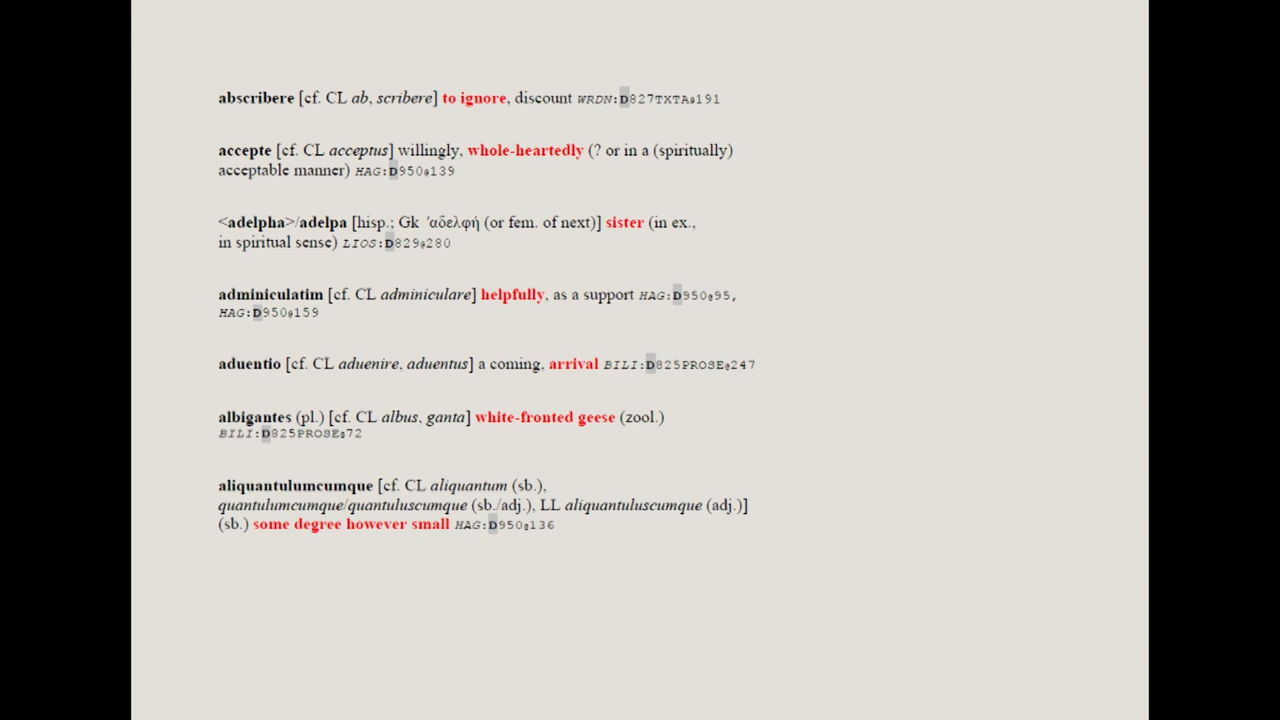 abscribere [cf. CL ab, scribere] to ignore, discount WRDN:D827TXTA@191
accepte [cf. CL acceptus] willingly, whole-heartedly (? or in a (spiritually)
acceptable manner) HAG:D950@139
<adelpha>/adelpa [hisp.; Gk ʼαδελφή (or fem. of next)] sister (in ex.,
in spiritual sense) LIOS:D829@280
adminiculatim [cf. CL adminiculare] helpfully, as a support HAG:D950@95,
HAG:D950@159
aduentio [cf. CL aduenire, aduentus] a coming, arrival BILI:D825PROSE@247
albigantes (pl.) [cf. CL albus, ganta] white-fronted geese (zool.)
BILI:D825PROSE@72
aliquantulumcumque [cf. CL aliquantum (sb.),
quantulumcumque/quantuluscumque (sb./adj.), LL aliquantuluscumque (adj.)]
(sb.) some degree however small HAG:D950@136